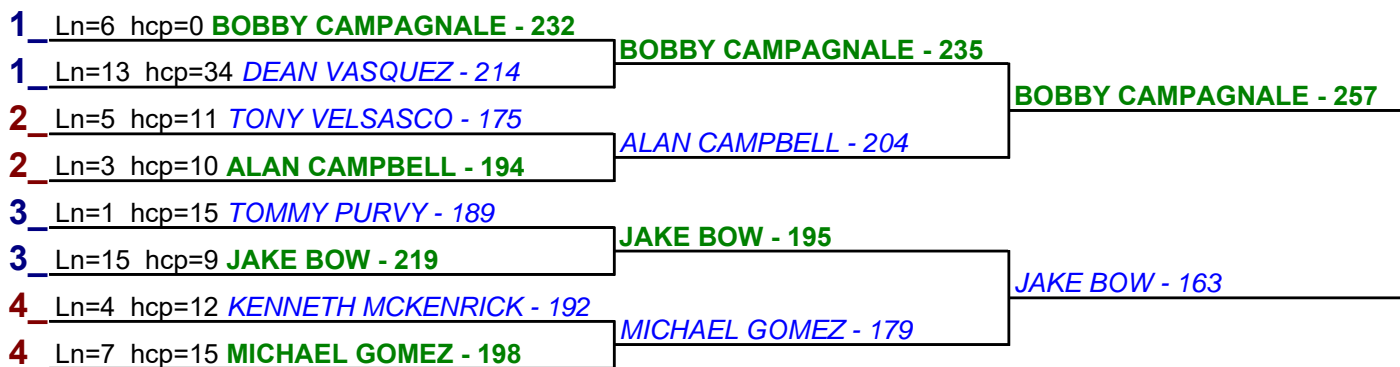 1_ Ln=6 hcp=0 BOBBY CAMPAGNALE - 232
BOBBY CAMPAGNALE - 235
1_ Ln=13 hcp=34 DEAN VASQUEZ - 214
BOBBY CAMPAGNALE - 257
2_ Ln=5 hcp=11 TONY VELSASCO - 175
ALAN CAMPBELL - 204
2_ Ln=3 hcp=10 ALAN CAMPBELL - 194
3_ Ln=1 hcp=15 TOMMY PURVY - 189
JAKE BOW - 195
3_ Ln=15 hcp=9 JAKE BOW - 219
JAKE BOW - 163
4_ Ln=4 hcp=12 KENNETH MCKENRICK - 192
MICHAEL GOMEZ - 179
4 Ln=7 hcp=15 MICHAEL GOMEZ - 198